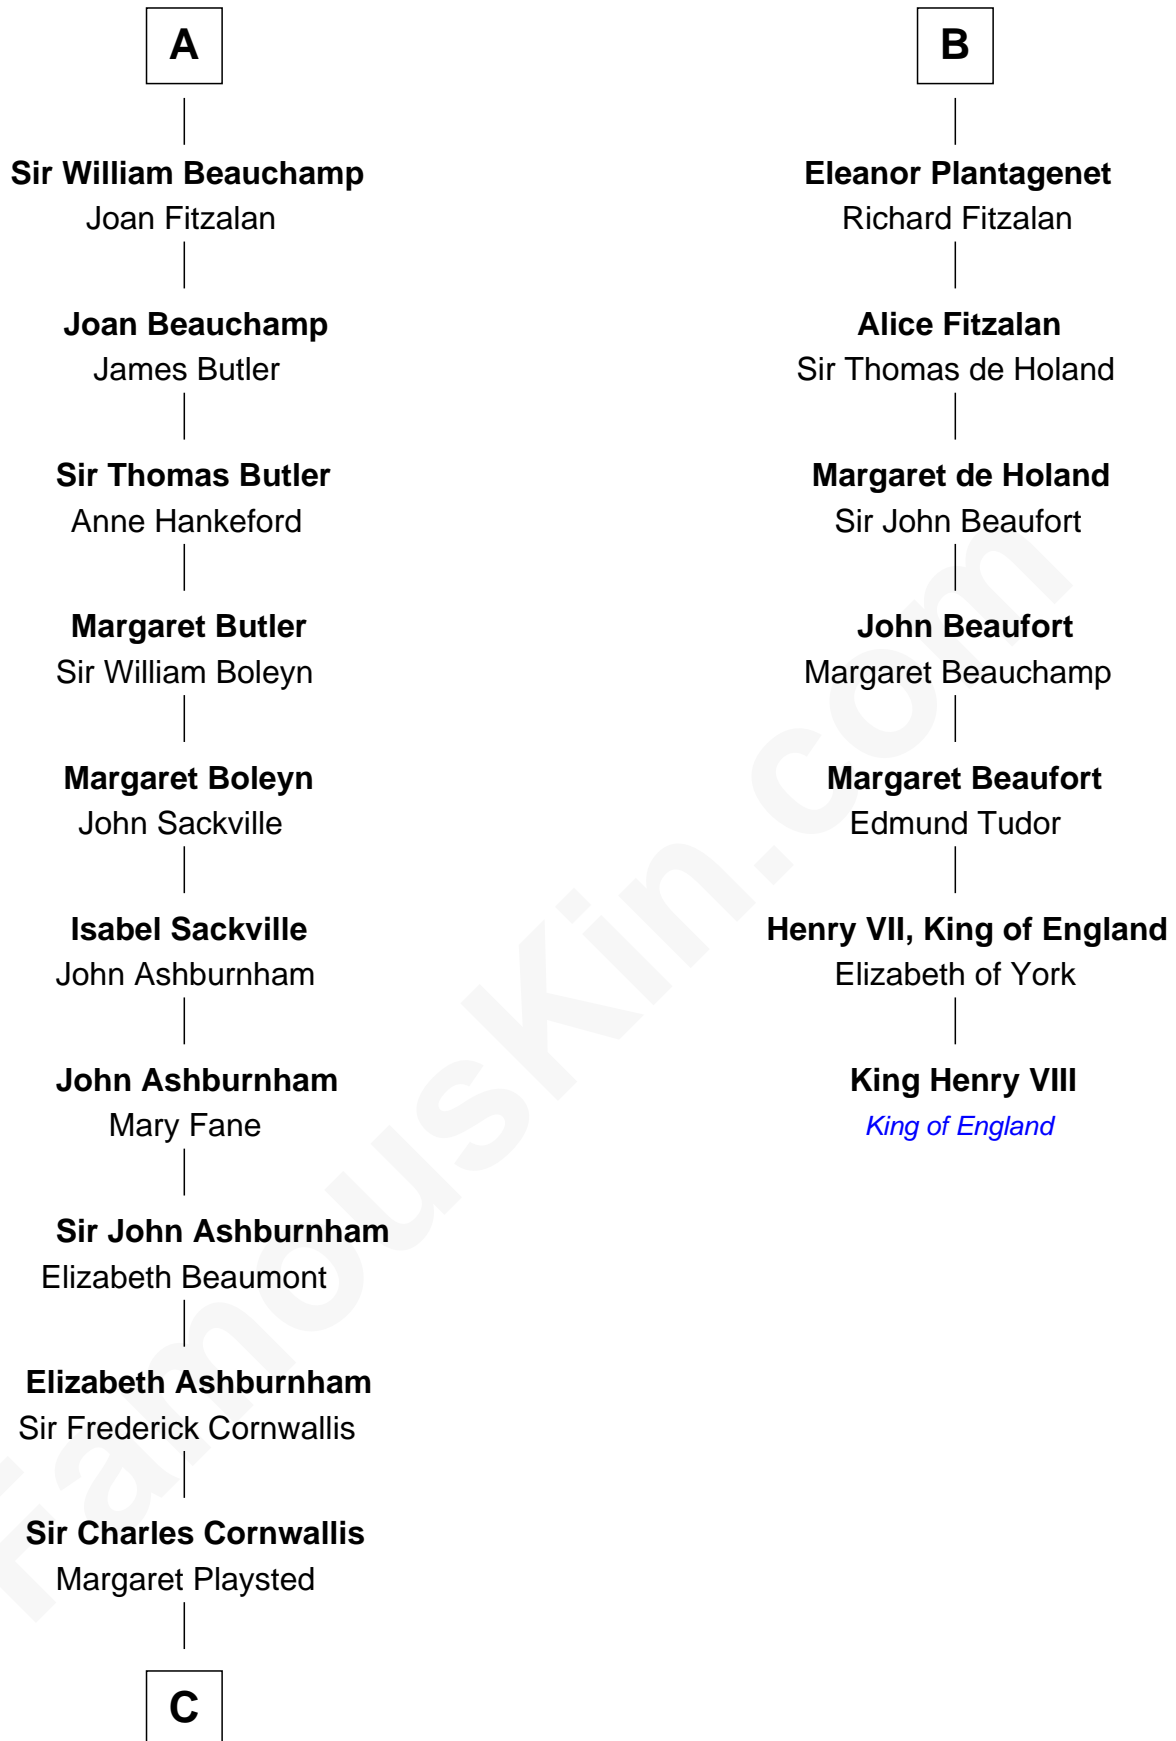 A
Sir William Beauchamp
Joan Fitzalan
Joan Beauchamp
James Butler
Sir Thomas Butler
Anne Hankeford
Margaret Butler
Sir William Boleyn
Margaret Boleyn
John Sackville
Isabel Sackville
John Ashburnham
John Ashburnham
Mary Fane
Sir John Ashburnham
Elizabeth Beaumont
Elizabeth Ashburnham
Sir Frederick Cornwallis
Sir Charles Cornwallis
Margaret Playsted
C
B
Eleanor Plantagenet
Richard Fitzalan
Alice Fitzalan
Sir Thomas de Holand
Margaret de Holand
Sir John Beaufort
John Beaufort
Margaret Beauchamp
Margaret Beaufort
Edmund Tudor
Henry VII, King of England
Elizabeth of York
King Henry VIII
King of England
FamousKin.com